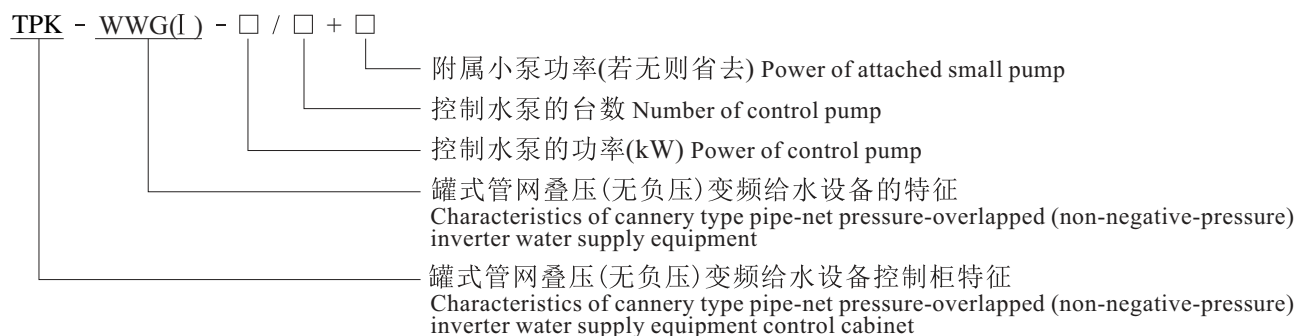 TPK - WWG(Ⅰ) - □ / □ + □
附属小泵功率(若无则省去) Power of attached small pump
控制水泵的台数 Number of control pump
控制水泵的功率(kW) Power of control pump
罐式管网叠压(无负压)变频给水设备的特征
Characteristics of cannery type pipe-net pressure-overlapped (non-negative-pressure)
inverter water supply equipment
罐式管网叠压(无负压)变频给水设备控制柜特征
Characteristics of cannery type pipe-net pressure-overlapped (non-negative-pressure)
inverter water supply equipment control cabinet